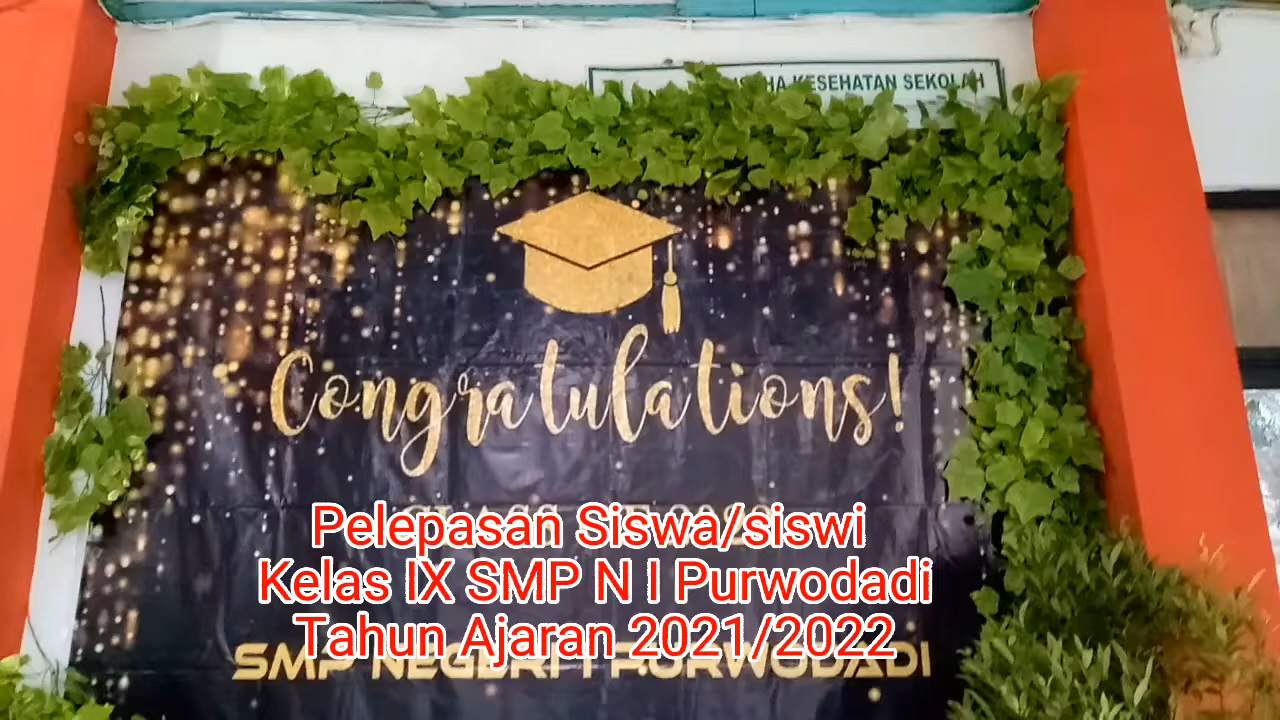 KESEHATAN SEKOLAH
Congratulations!
Pelepasan Siswa/siswi
Kelas IX SMP N I Purwodadi
Tahun Ajaran 2021/2022
SMP NEGERI 1 PURWODADI